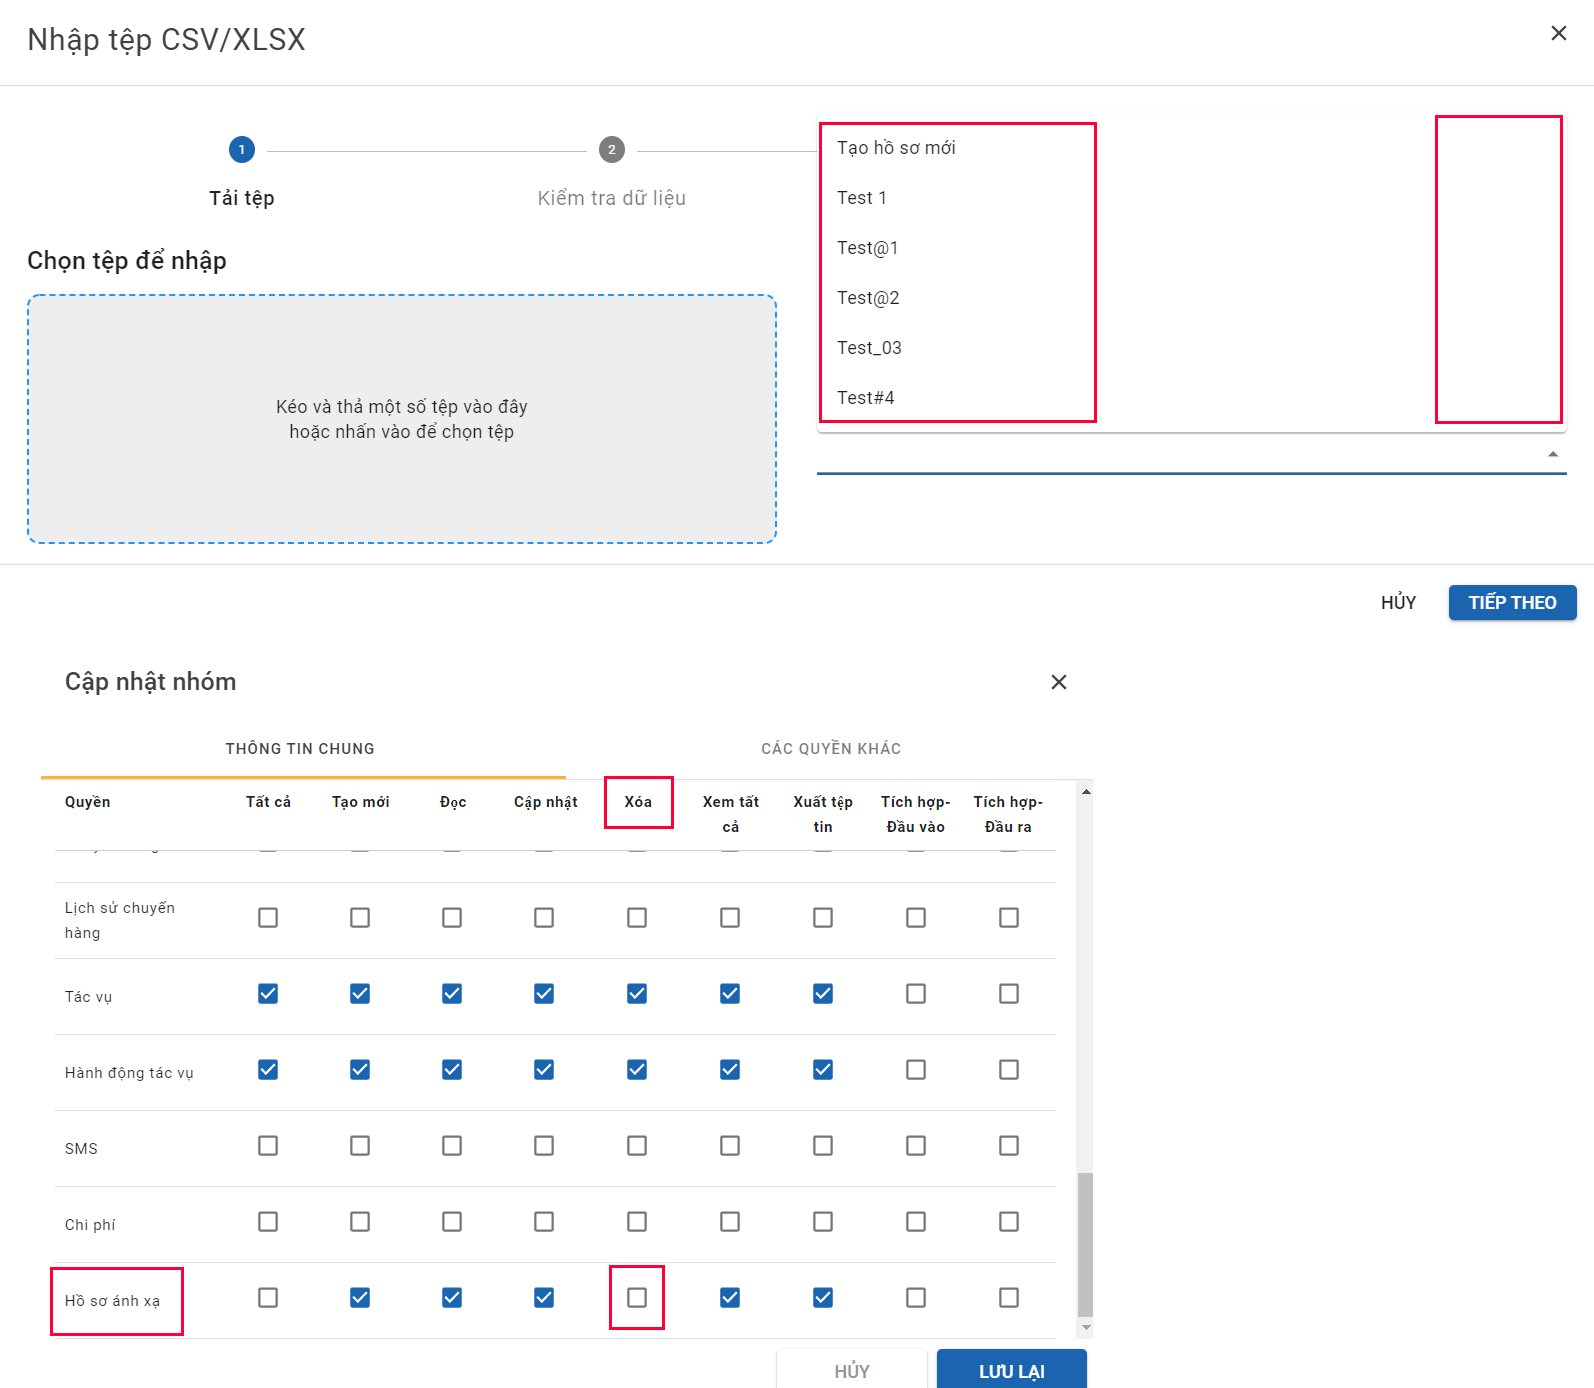 Nhập tệp CSV/XLSX
1
2
Tải tệp
Kiểm tra dữ liệu
Tạo hồ sơ mới
Test 1
Test@1
Test@2
Test_03
Test#4
Chọn tệp để nhập
Kéo và thả một số tệp vào đây
hoặc nhấn vào để chọn tệp
HỦY
TIẾP THEO
Cập nhật nhóm
THÔNG TIN CHUNG
CÁC QUYỀN KHÁC
Quyền Tất cả Tạo mới Đọc Cập nhật Xóa Xem tất cả Xuất tệp tin Tích hợp-Đầu vào Tích hợp-Đầu ra
Lịch sử chuyến
hàng
Tác vụ
Hành động tác vụ
SMS
Chi phí
Hồ sơ ánh xạ
HỦY
LƯU LẠI